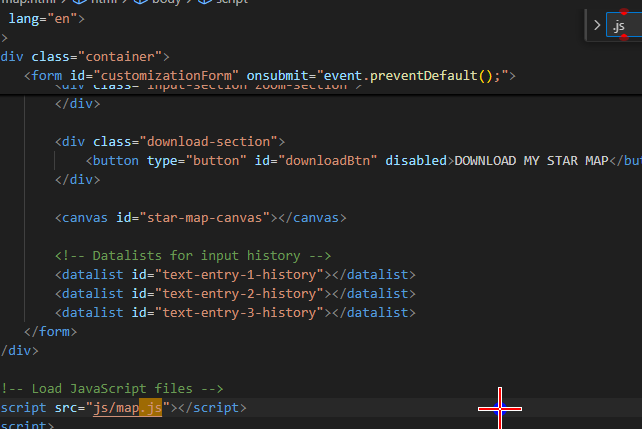 map.html > html > body > script
lang="en">
>
.js
div class="container">
<form id="customizationForm" onsubmit="event.preventDefault();">
<div class="input-section zoom-section">
</div>
<div class="download-section">
<button type="button" id="downloadBtn" disabled>DOWNLOAD MY STAR MAP</but
</div>
<canvas id="star-map-canvas"></canvas>
<!-- Datalists for input history -->
<datalist id="text-entry-1-history"></datalist>
<datalist id="text-entry-2-history"></datalist>
<datalist id="text-entry-3-history"></datalist>
</form>
/div>
!-- Load JavaScript files -->
script src="js/map.js"></script>
script>